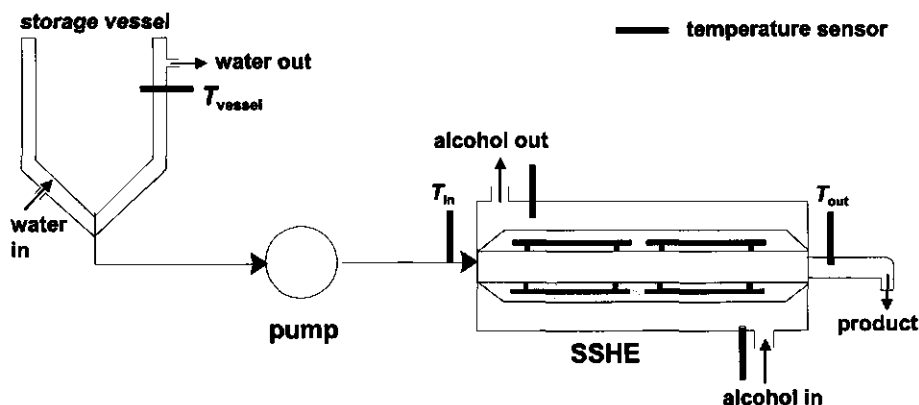 storage vessel
temperature sensor
water out
T_vessel
alcohol out
T_in
T_out
water
in
pump
SSHE
product
alcohol in